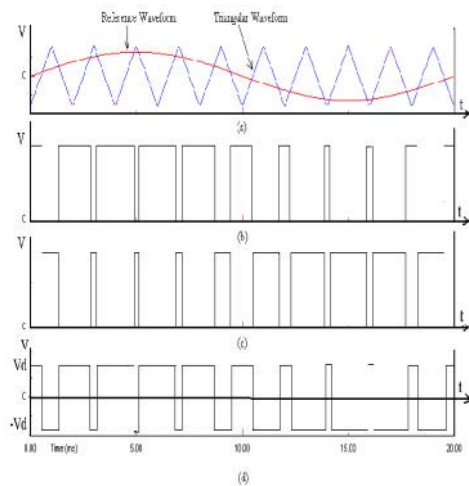 Reference Waveform Triangular Waveform
V
c
t
(a)
V
c
t
(b)
c
t
(c)
V
Vd
c
t
-Vd
0.00 Time (ms) 5.00 10.00 15.00 20.00
(d)